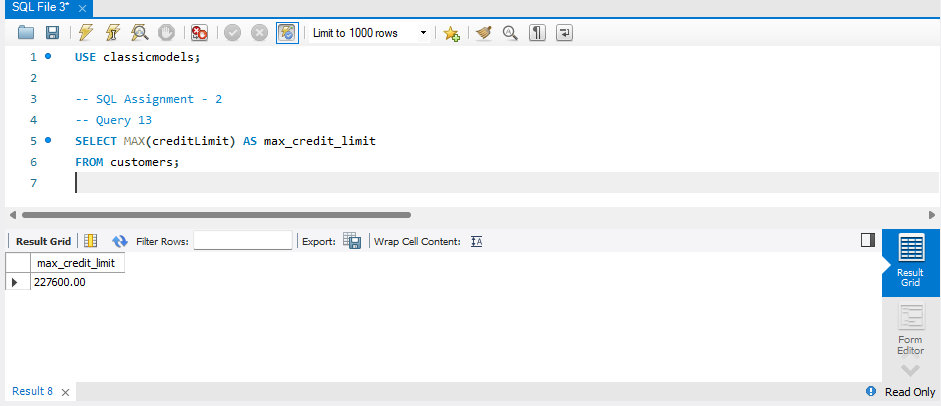 SQL File 3*
Limit to 1000 rows
1 USE classicmodels;
2
3 -- SQL Assignment - 2
4 -- Query 13
5 SELECT MAX(creditLimit) AS max_credit_limit
6 FROM customers;
7
Result Grid Filter Rows: Export: Wrap Cell Content:
max_credit_limit
227600.00
Result
Grid
Form
Editor
Result 8 Read Only